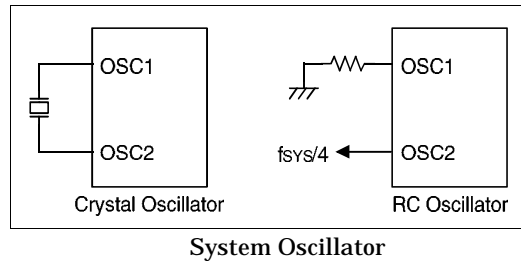 OSC1
OSC2
Crystal Oscillator
OSC1
fSYS/4
OSC2
RC Oscillator
System Oscillator